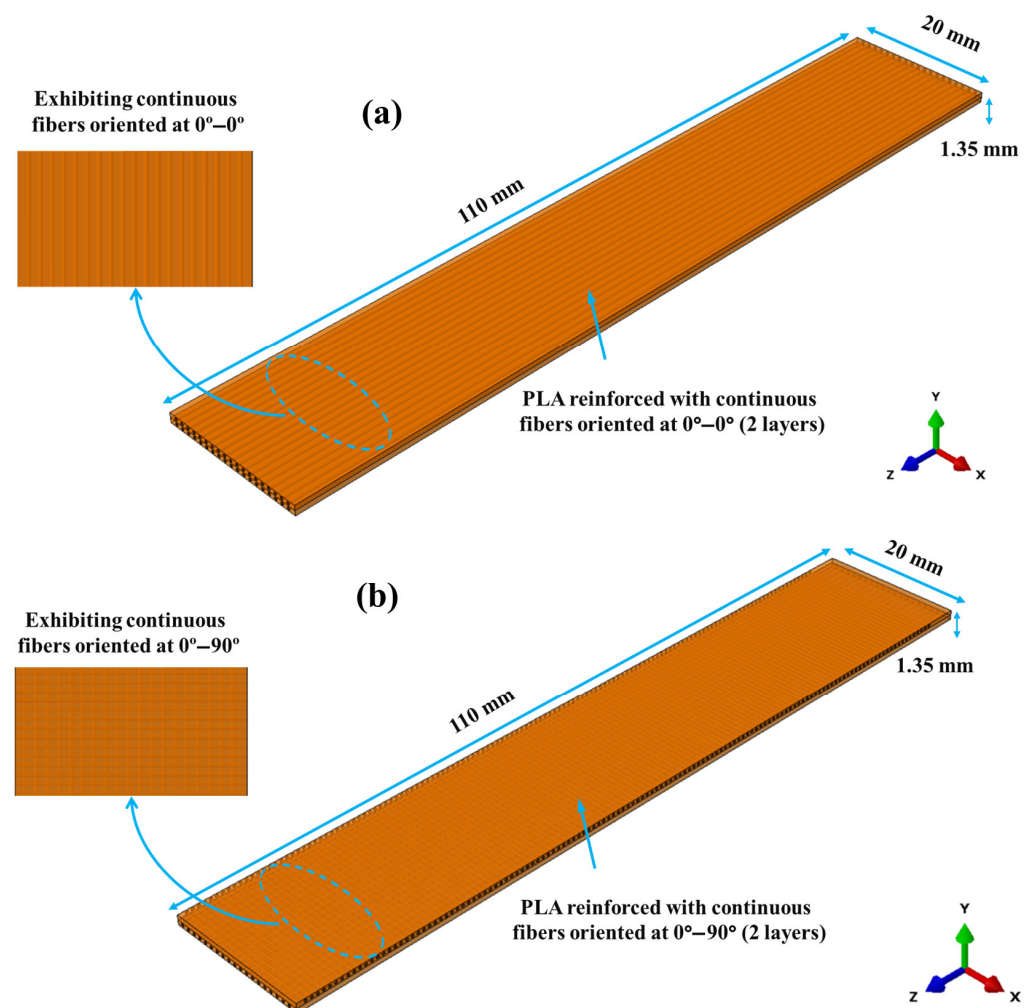 (a)
20 mm
Exhibiting continuous
fibers oriented at 0º–0º
1.35 mm
110 mm
PLA reinforced with continuous
fibers oriented at 0°–0° (2 layers)
Y
Z
X
(b)
20 mm
Exhibiting continuous
fibers oriented at 0º–90º
1.35 mm
110 mm
PLA reinforced with continuous
fibers oriented at 0°–90° (2 layers)
Y
Z
X